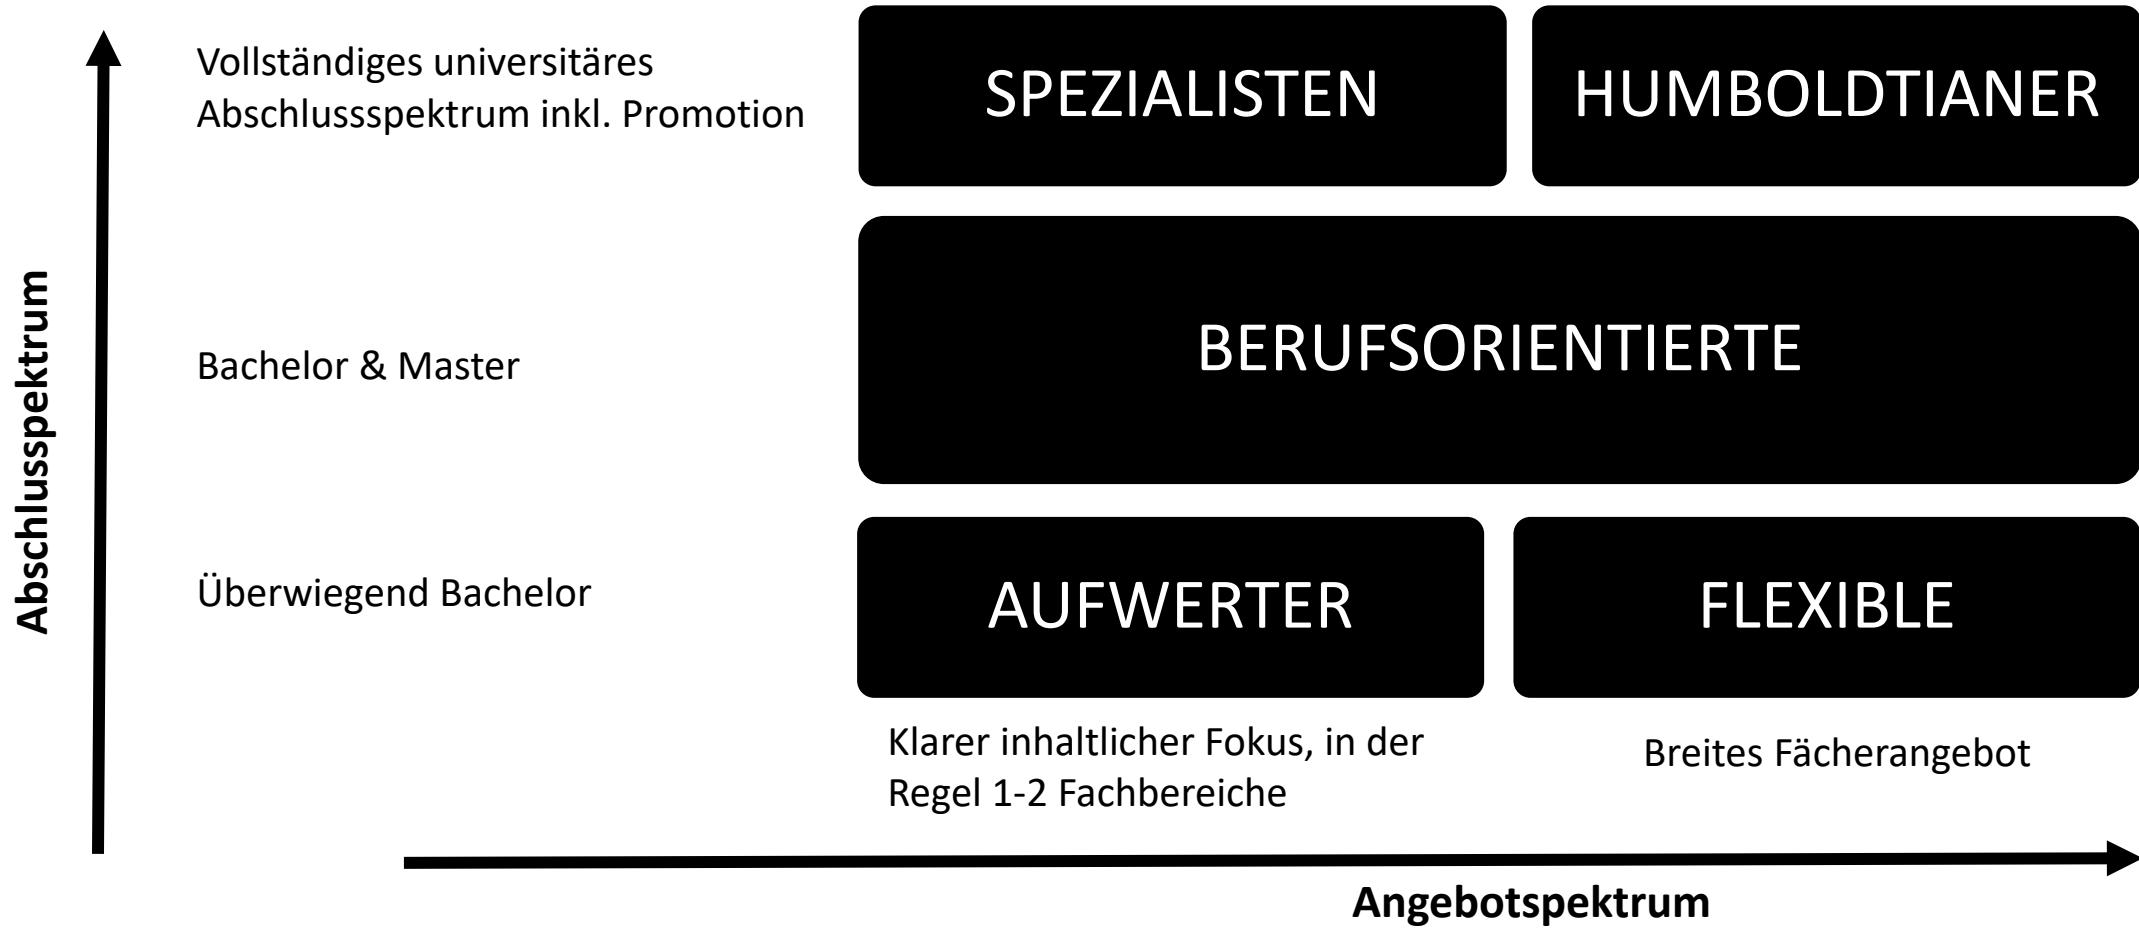 Vollständiges universitäres
Abschlussspektrum inkl. Promotion
SPEZIALISTEN
HUMBOLDTIANER
Abschlusspektrum
Bachelor & Master
BERUFSORIENTIERTE
Überwiegend Bachelor
AUFWERTER
FLEXIBLE
Klarer inhaltlicher Fokus, in der
Regel 1-2 Fachbereiche
Breites Fächerangebot
Angebotspektrum